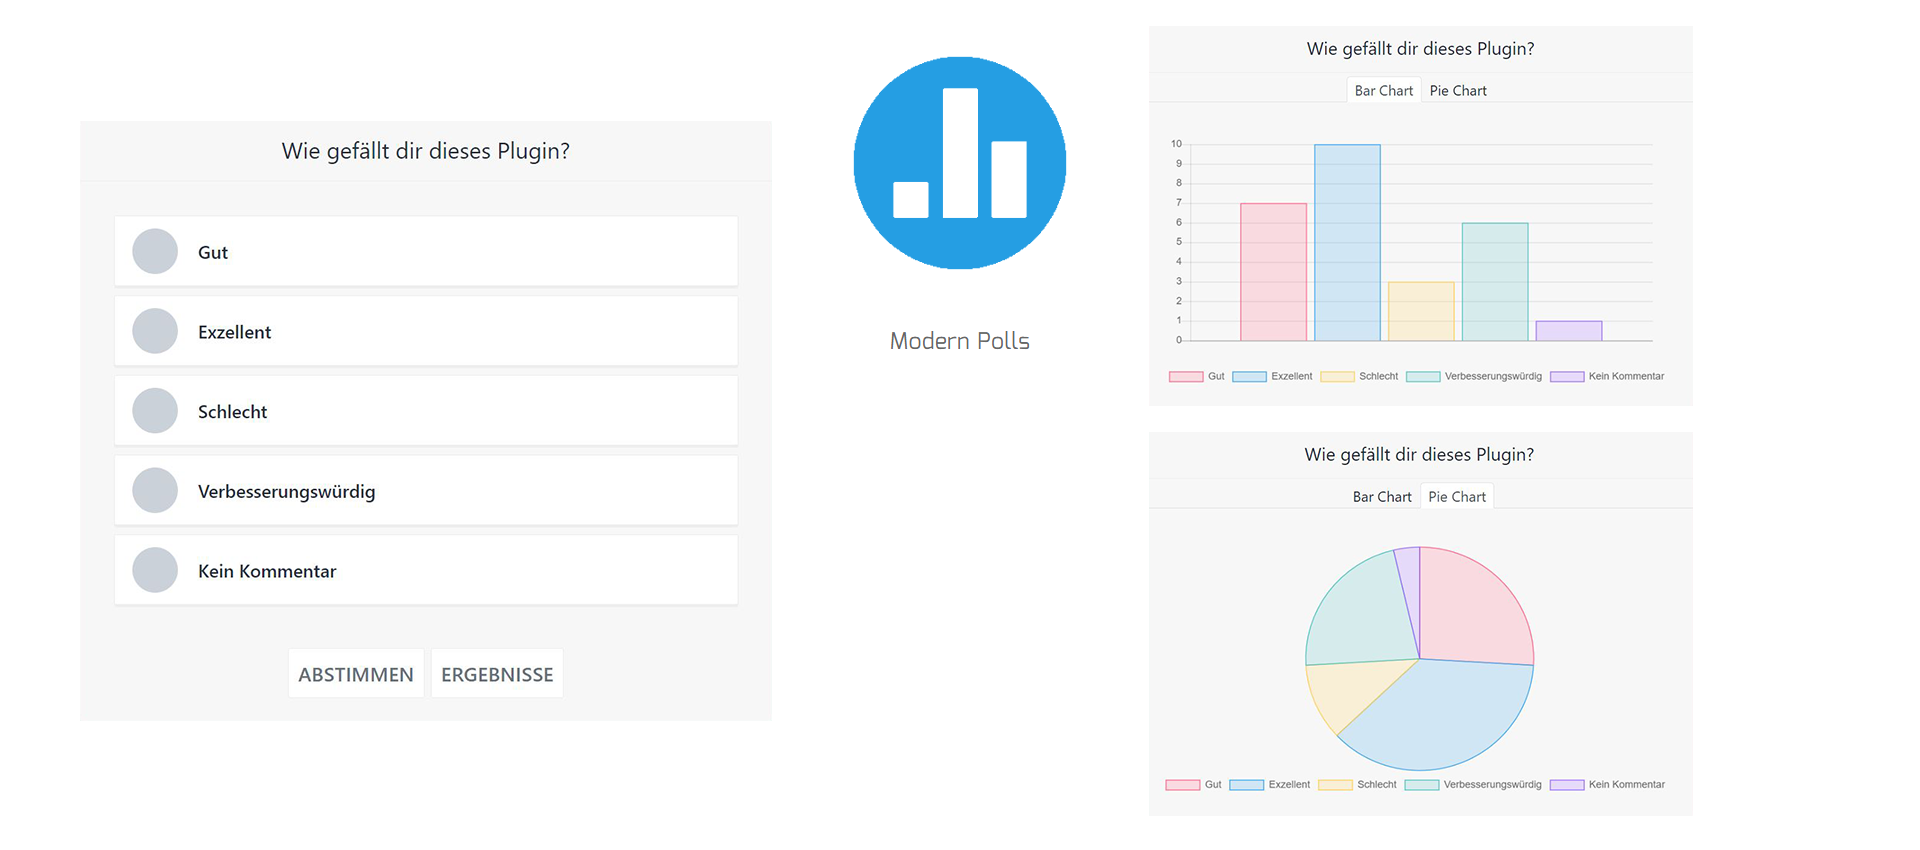 Wie gefällt dir dieses Plugin?
Gut
Exzellent
Schlecht
Verbesserungswürdig
Kein Kommentar
ABSTIMMEN ERGEBNISSE
Modern Polls
Wie gefällt dir dieses Plugin?
Bar Chart Pie Chart
10
9
8
7
6
5
4
3
2
1
0
Gut Exzellent Schlecht Verbesserungswürdig Kein Kommentar
Wie gefällt dir dieses Plugin?
Bar Chart Pie Chart
Gut Exzellent Schlecht Verbesserungswürdig Kein Kommentar